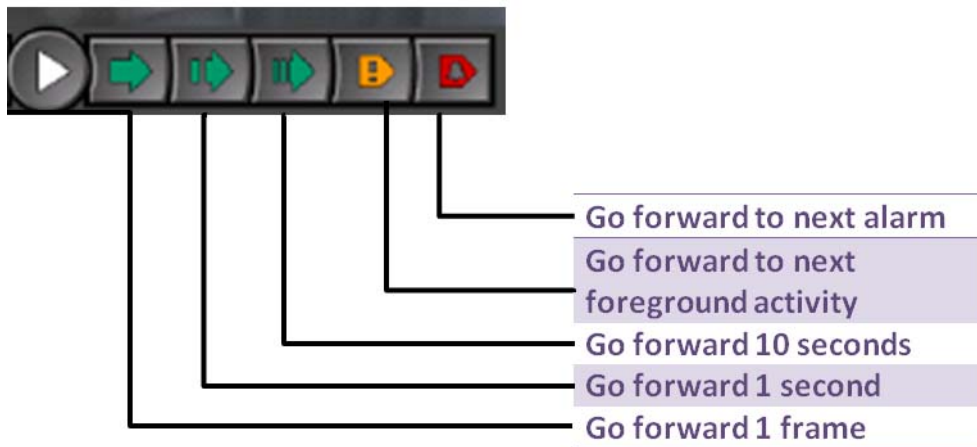 Go forward to next alarm
Go forward to next
foreground activity
Go forward 10 seconds
Go forward 1 second
Go forward 1 frame